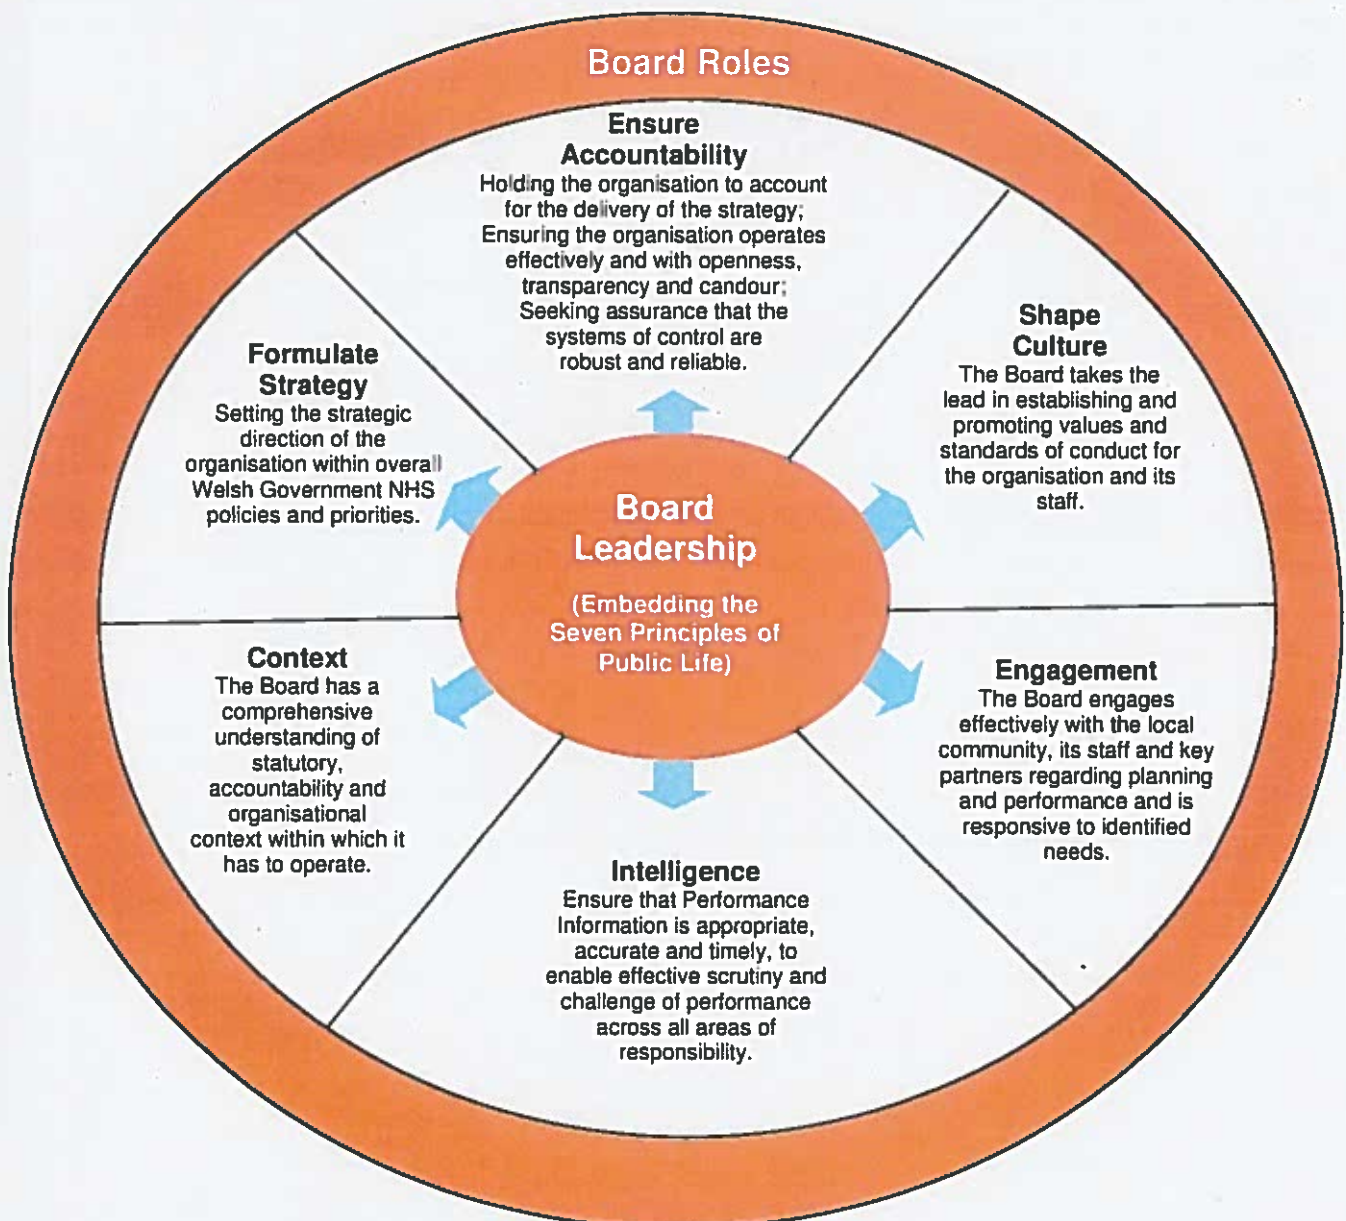 Board Roles
Ensure
Accountability
Holding the organisation to account
for the delivery of the strategy;
Ensuring the organisation operates
effectively and with openness,
transparency and candour;
Seeking assurance that the
systems of control are
robust and reliable.
Shape
Culture
The Board takes the
lead in establishing and
promoting values and
standards of conduct for
the organisation and its
staff.
Formulate
Strategy
Setting the strategic
direction of the
organisation within overall
Welsh Government NHS
policies and priorities.
Board
Leadership
(Embedding the
Seven Principles of
Public Life)
Context
The Board has a
comprehensive
understanding of
statutory,
accountability and
organisational
context within which it
has to operate.
Engagement
The Board engages
effectively with the local
community, its staff and key
partners regarding planning
and performance and is
responsive to identified
needs.
Intelligence
Ensure that Performance
Information is appropriate,
accurate and timely, to
enable effective scrutiny and
challenge of performance
across all areas of
responsibility.